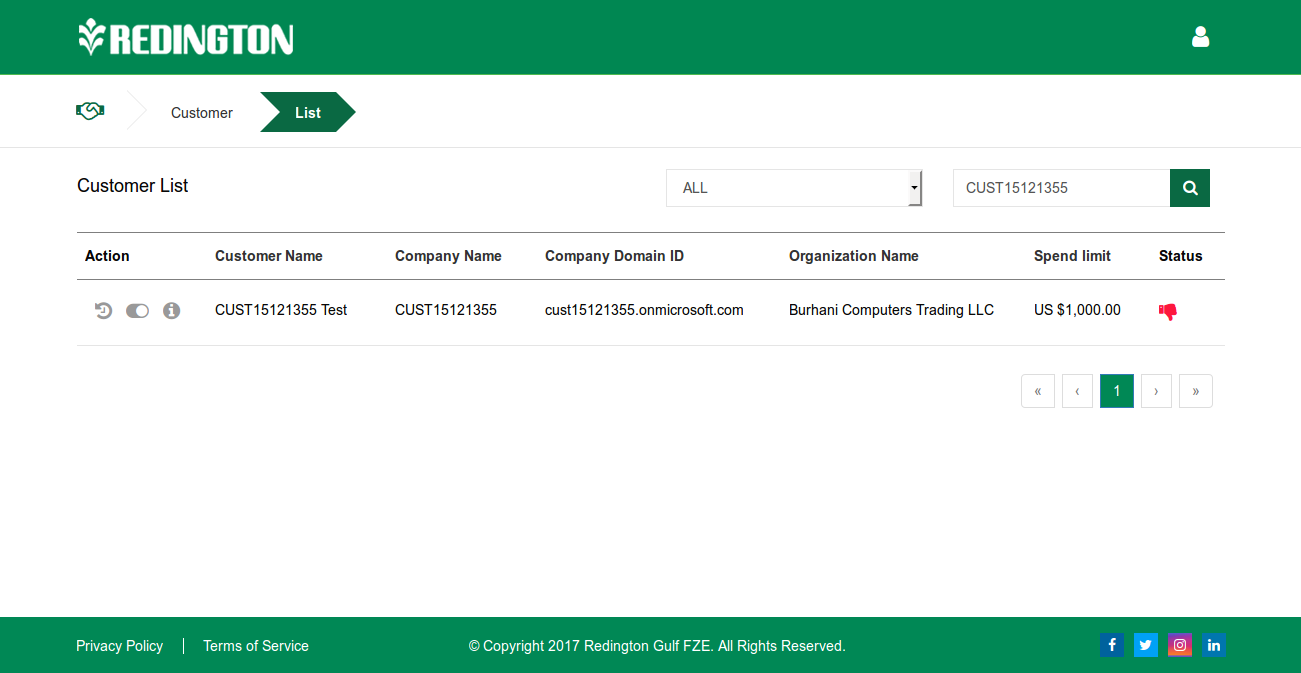 REDINGTON
Customer
List
Customer List
ALL
CUST15121355
Action Customer Name Company Name Company Domain ID Organization Name Spend limit Status
CUST15121355 Test CUST15121355 cust15121355.onmicrosoft.com Burhani Computers Trading LLC US $1,000.00
« ‹ 1 › »
Privacy Policy Terms of Service © Copyright 2017 Redington Gulf FZE. All Rights Reserved.